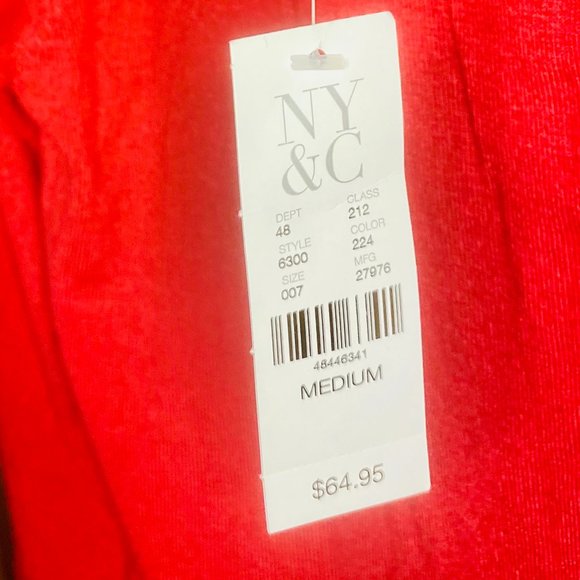 NY
&C
DEPT CLASS
48 212
STYLE COLOR
6300 224
SIZE MFG
007 27976
48446341
MEDIUM
$64.95